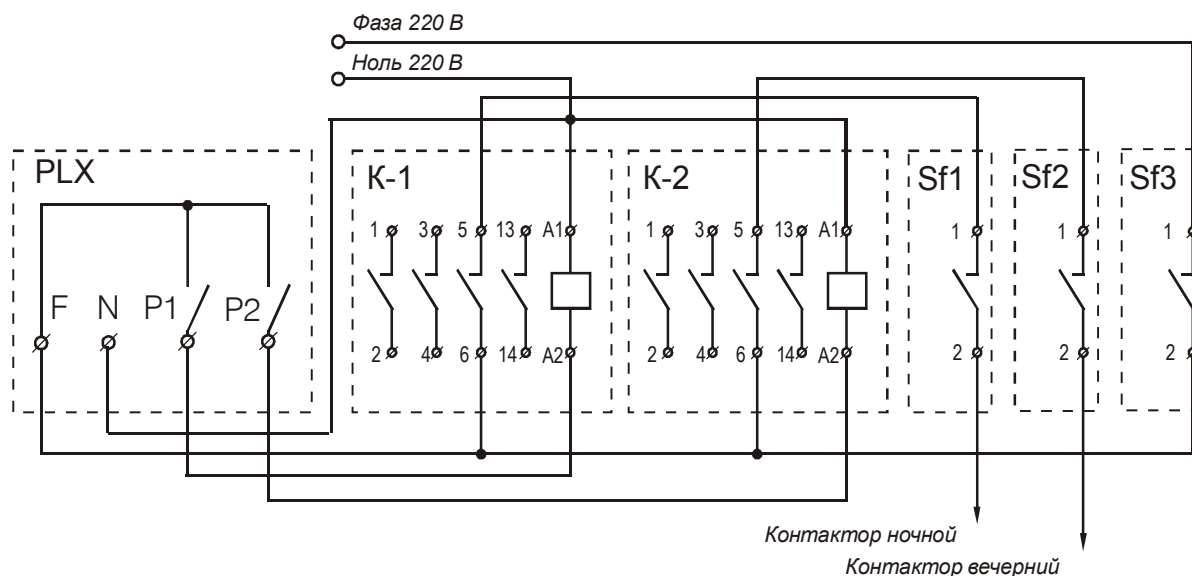 Фаза 220 В
Ноль 220 В
PLX
К-1
К-2
Sf1
Sf2
Sf3
1 3 5 13 A1
1 3 5 13 A1
1
1
1
F N P1 P2
2 4 6 14 A2
2 4 6 14 A2
2
2
2
Контактор ночной
Контактор вечерний